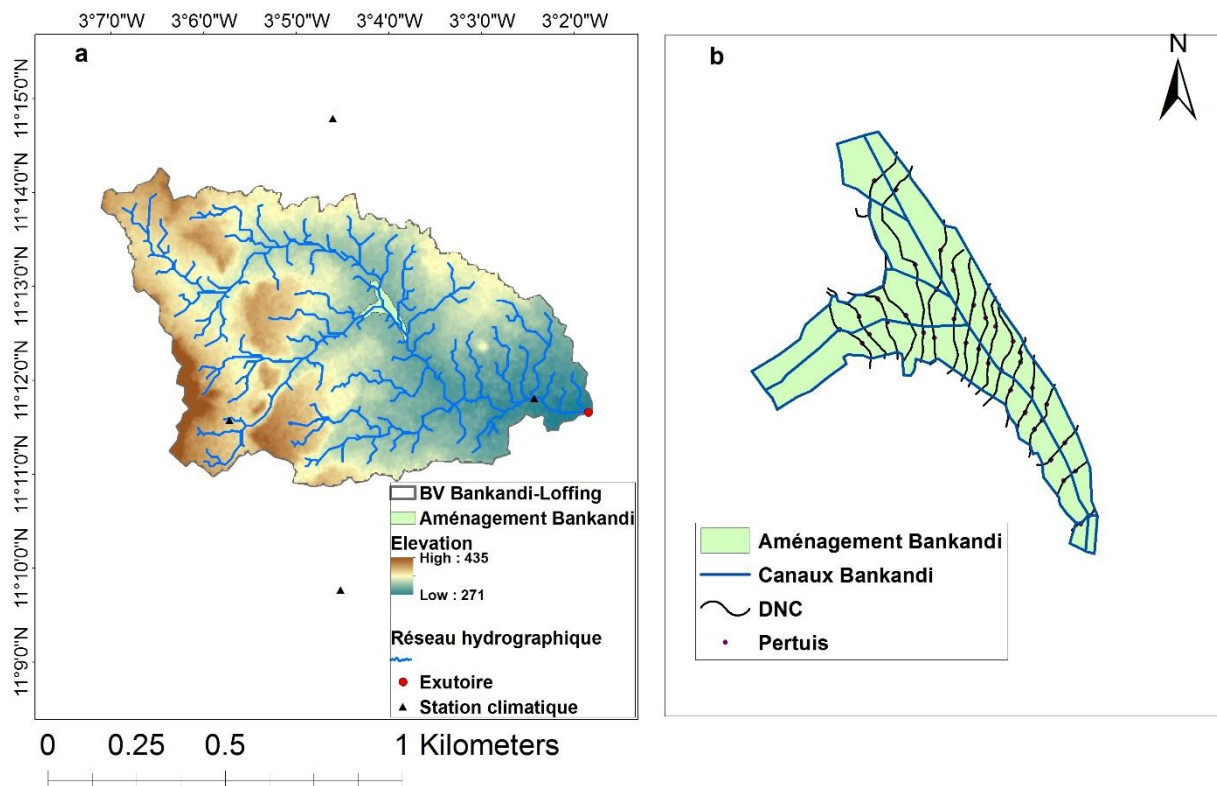 3°7'0"W 3°6'0"W 3°5'0"W 3°4'0"W 3°3'0"W 3°2'0"W
a
b
N
11°15'0"N
11°14'0"N
11°13'0"N
11°12'0"N
11°11'0"N
11°10'0"N
11°9'0"N
BV Bankandi-Loffing
Aménagement Bankandi
Elevation
High : 435
Low : 271
Réseau hydrographique
Exutoire
Station climatique
Aménagement Bankandi
Canaux Bankandi
DNC
Pertuis
0 0.25 0.5 1 Kilometers